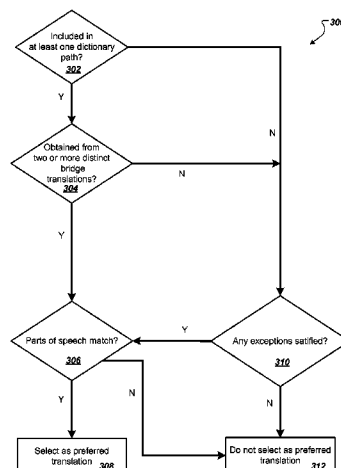 300
Included in
at least one dictionary
path?
302
Y
N
Obtained from
two or more distinct
bridge
translations?
304
N
Y
Parts of speech match?
306
Y
Any exceptions satified?
310
Y
N
N
Select as preferred
translation
308
Do not select as preferred
translation
312